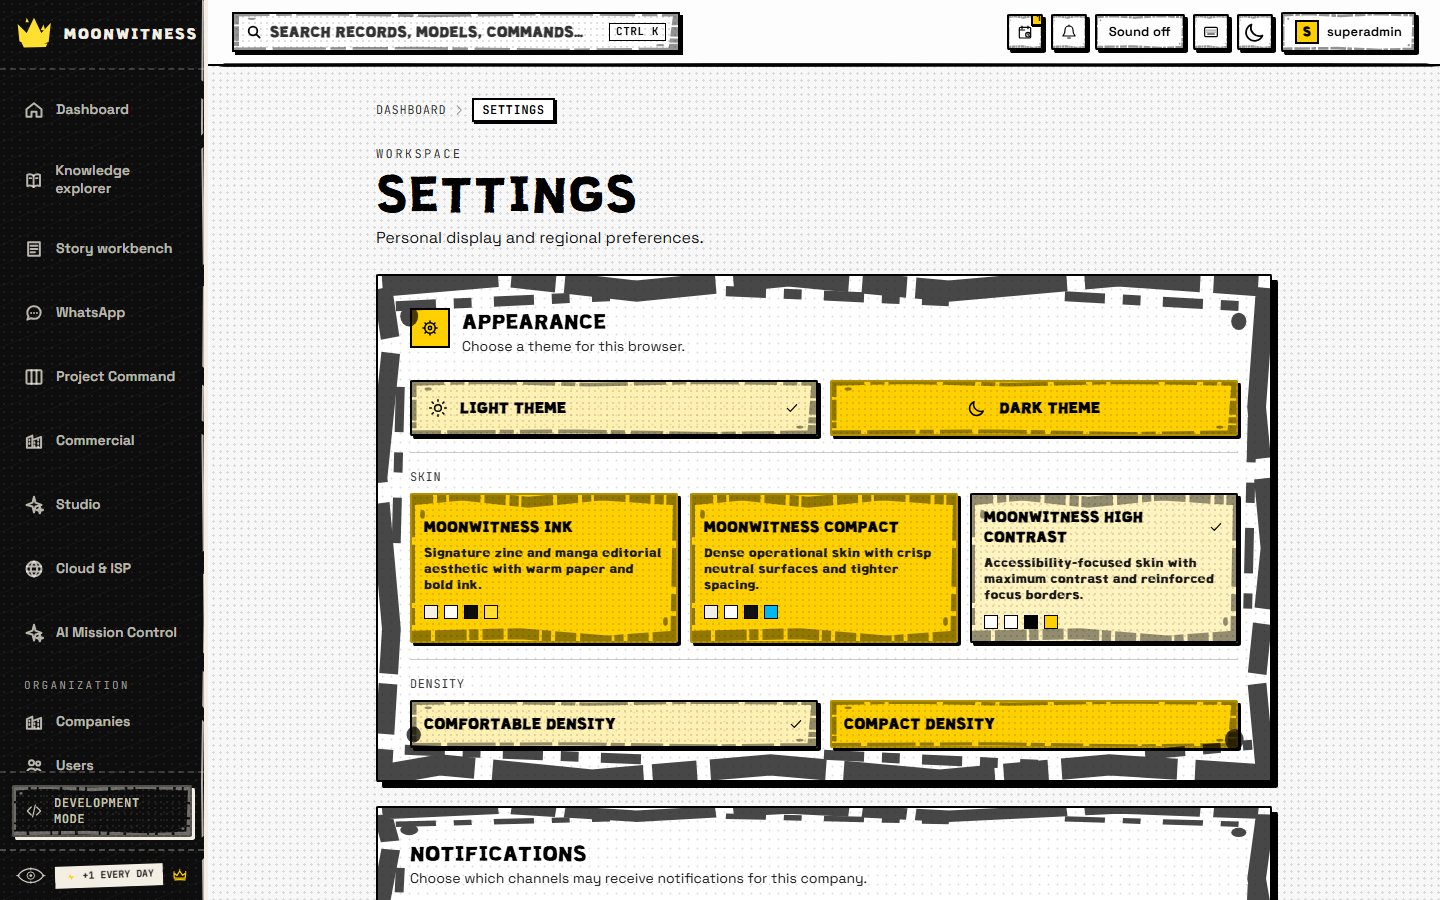 MOONWITNESS
SEARCH RECORDS, MODELS, COMMANDS…
CTRL K
Sound off
$
superadmin
Dashboard
Knowledge
explorer
Story workbench
WhatsApp
Project Command
Commercial
Studio
Cloud & ISP
AI Mission Control
ORGANIZATION
Companies
Users
DEVELOPMENT
MODE
+1 EVERY DAY
DASHBOARD
SETTINGS
WORKSPACE
SETTINGS
Personal display and regional preferences.
APPEARANCE
Choose a theme for this browser.
LIGHT THEME
DARK THEME
SKIN
MOONWITNESS INK
Signature zine and manga editorial
aesthetic with warm paper and
bold ink.
MOONWITNESS COMPACT
Dense operational skin with crisp
neutral surfaces and tighter
spacing.
MOONWITNESS HIGH
CONTRAST
Accessibility-focused skin with
maximum contrast and reinforced
focus borders.
DENSITY
COMFORTABLE DENSITY
COMPACT DENSITY
NOTIFICATIONS
Choose which channels may receive notifications for this company.